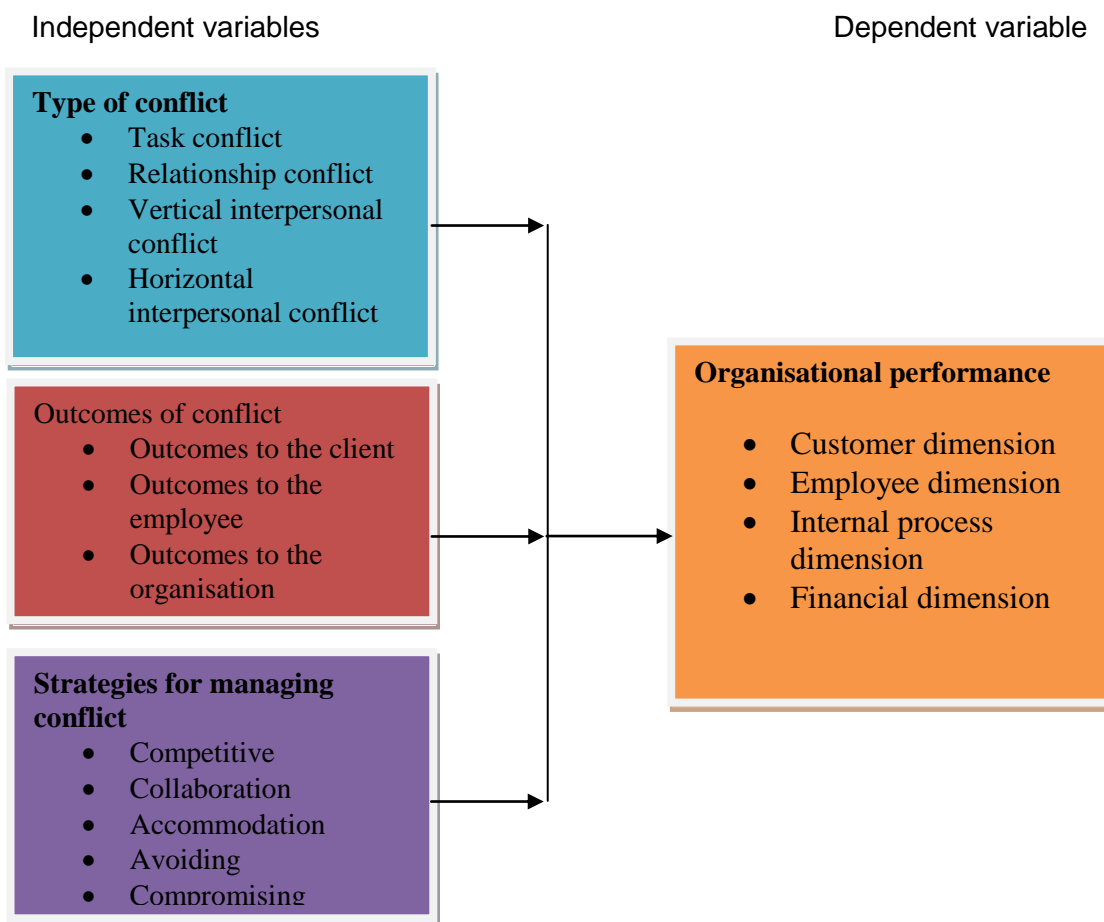 Independent variables
Dependent variable
Type of conflict
• Task conflict
• Relationship conflict
• Vertical interpersonal
conflict
• Horizontal
interpersonal conflict
Outcomes of conflict
• Outcomes to the client
• Outcomes to the
employee
• Outcomes to the
organisation
Strategies for managing
conflict
• Competitive
• Collaboration
• Accommodation
• Avoiding
• Compromising
Organisational performance
• Customer dimension
• Employee dimension
• Internal process
dimension
• Financial dimension